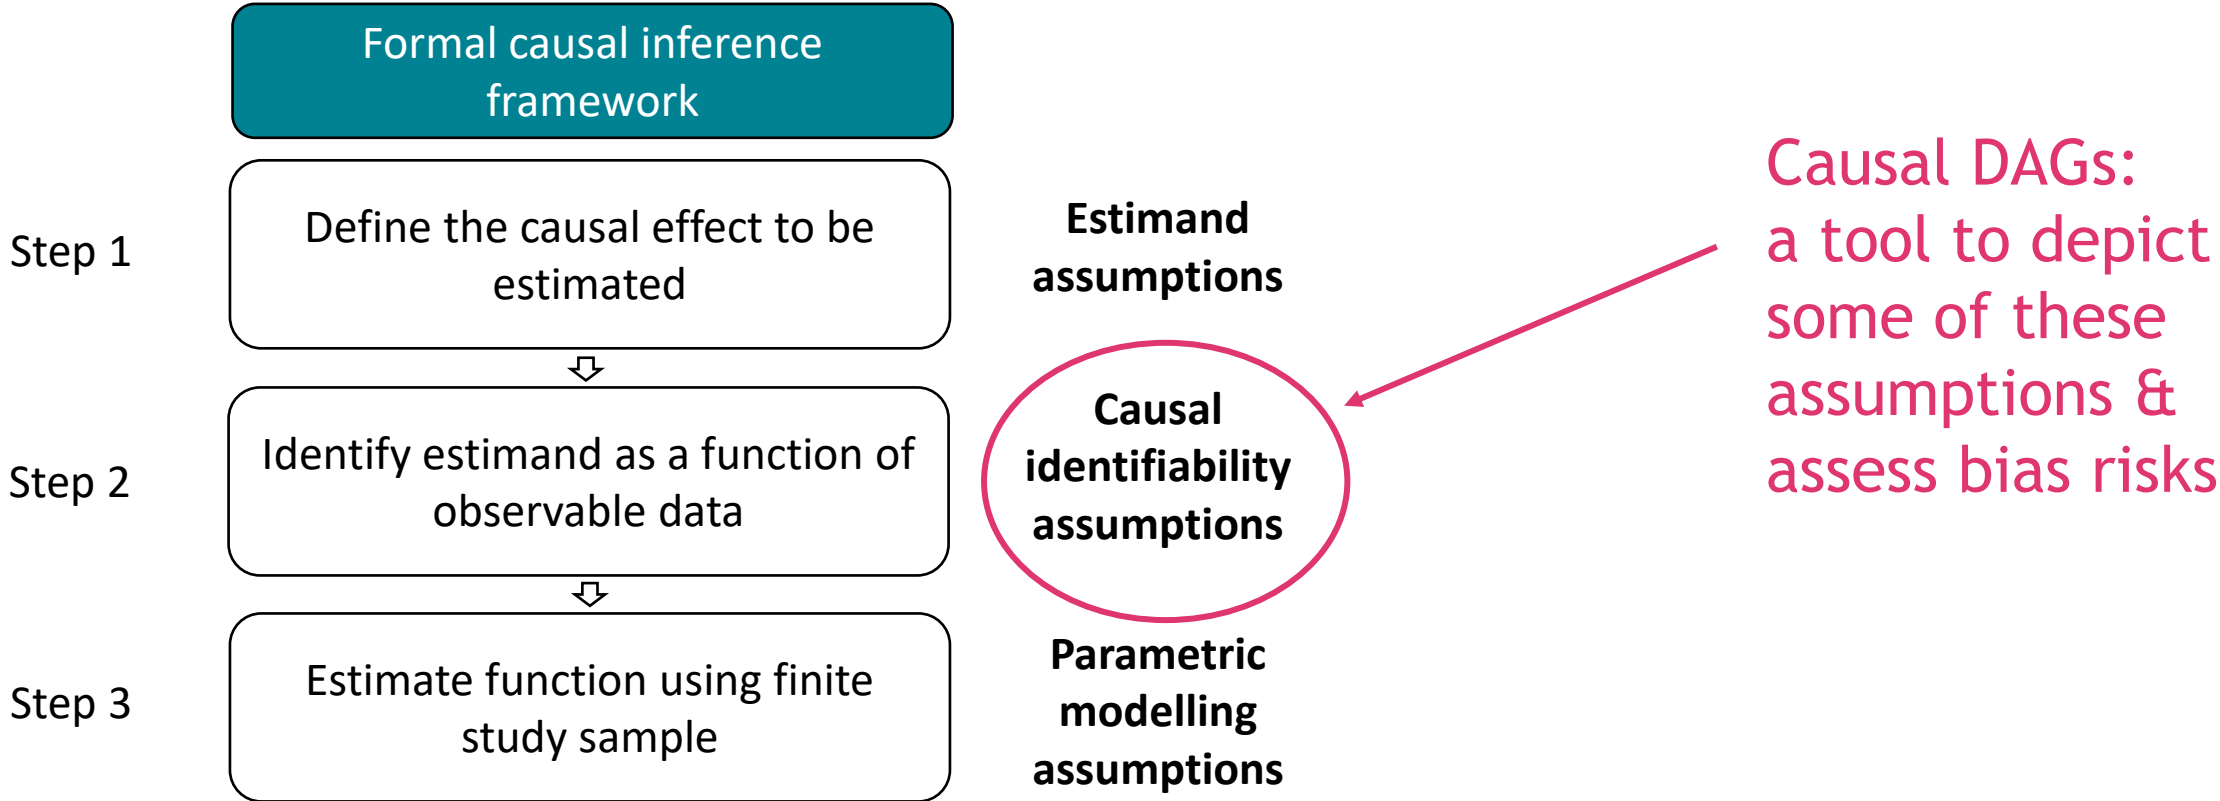 Formal causal inference
framework
Step 1
Define the causal effect to be
estimated
Estimand
assumptions
Step 2
Identify estimand as a function of
observable data
Causal
identifiability
assumptions
Step 3
Estimate function using finite
study sample
Parametric
modelling
assumptions
Causal DAGs:
a tool to depict
some of these
assumptions &
assess bias risks